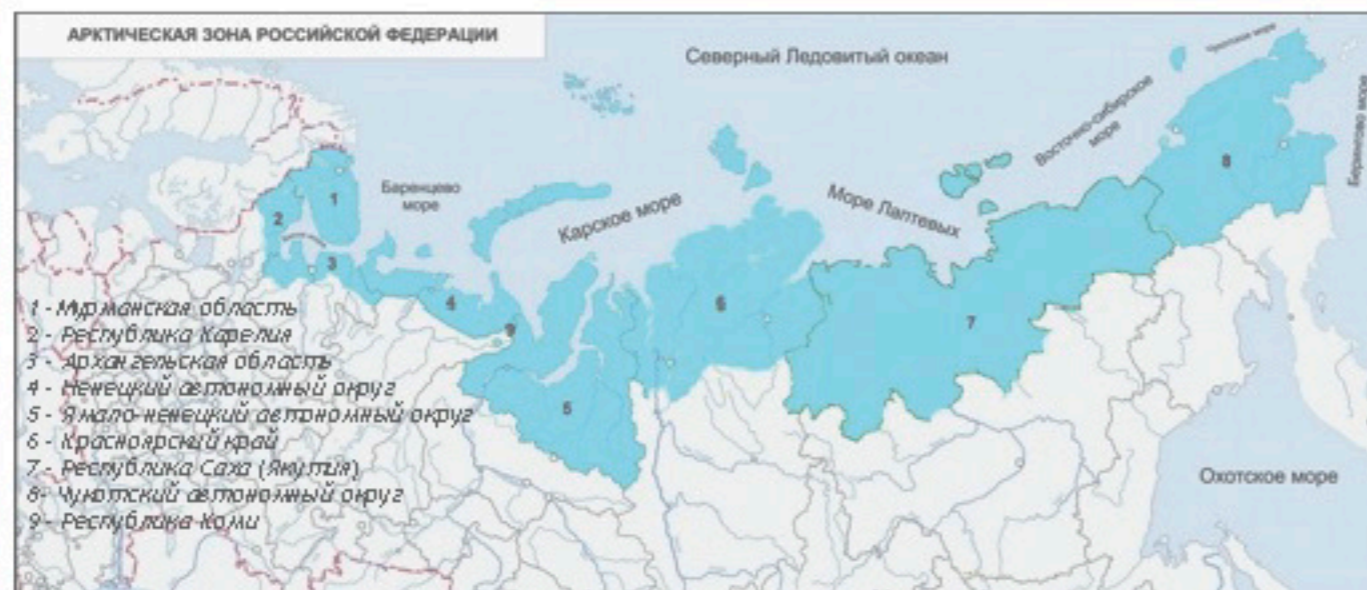 АРКТИЧЕСКАЯ ЗОНА РОССИЙСКОЙ ФЕДЕРАЦИИ
Северный Ледовитый океан
Чукотское море
Берингово море
Восточно-сибирское
море
Баренцево
море
Карское море
Море Лаптевых
1
2
3
4
9
5
6
7
8
Охотское море
1 - Мурманская область
2 - Республика Карелия
3 - Архангельская область
4 - Ненецкий автономный округ
5 - Ямало-ненецкий автономный округ
6 - Красноярский край
7 - Республика Саха (Якутия)
8- Чукотский автономный округ
9 - Республика Коми